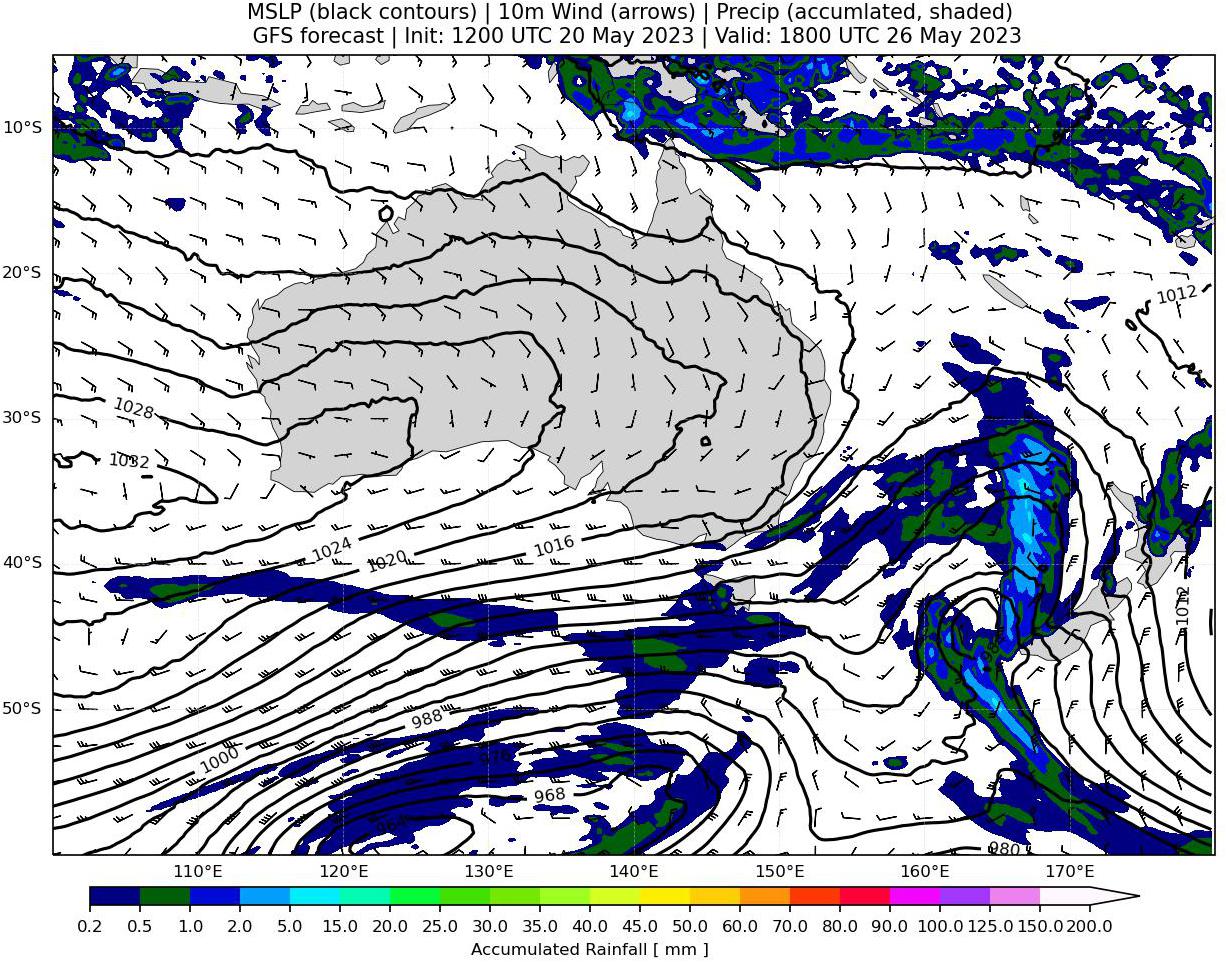 MSLP (black contours) | 10m Wind (arrows) | Precip (accumlated, shaded)
GFS forecast | Init: 1200 UTC 20 May 2023 | Valid: 1800 UTC 26 May 2023
10°S
20°S
1012
1028
30°S
1032
1024
1020
1016
40°S
1012
988
50°S
1000
976
968
964
980
110°E 120°E 130°E 140°E 150°E 160°E 170°E
0.2 0.5 1.0 2.0 5.0 10.0 15.0 20.0 25.0 30.0 35.0 40.0 45.0 50.0 60.0 70.0 80.0 90.0 100.0 125.0 150.0 200.0
Accumulated Rainfall [ mm ]